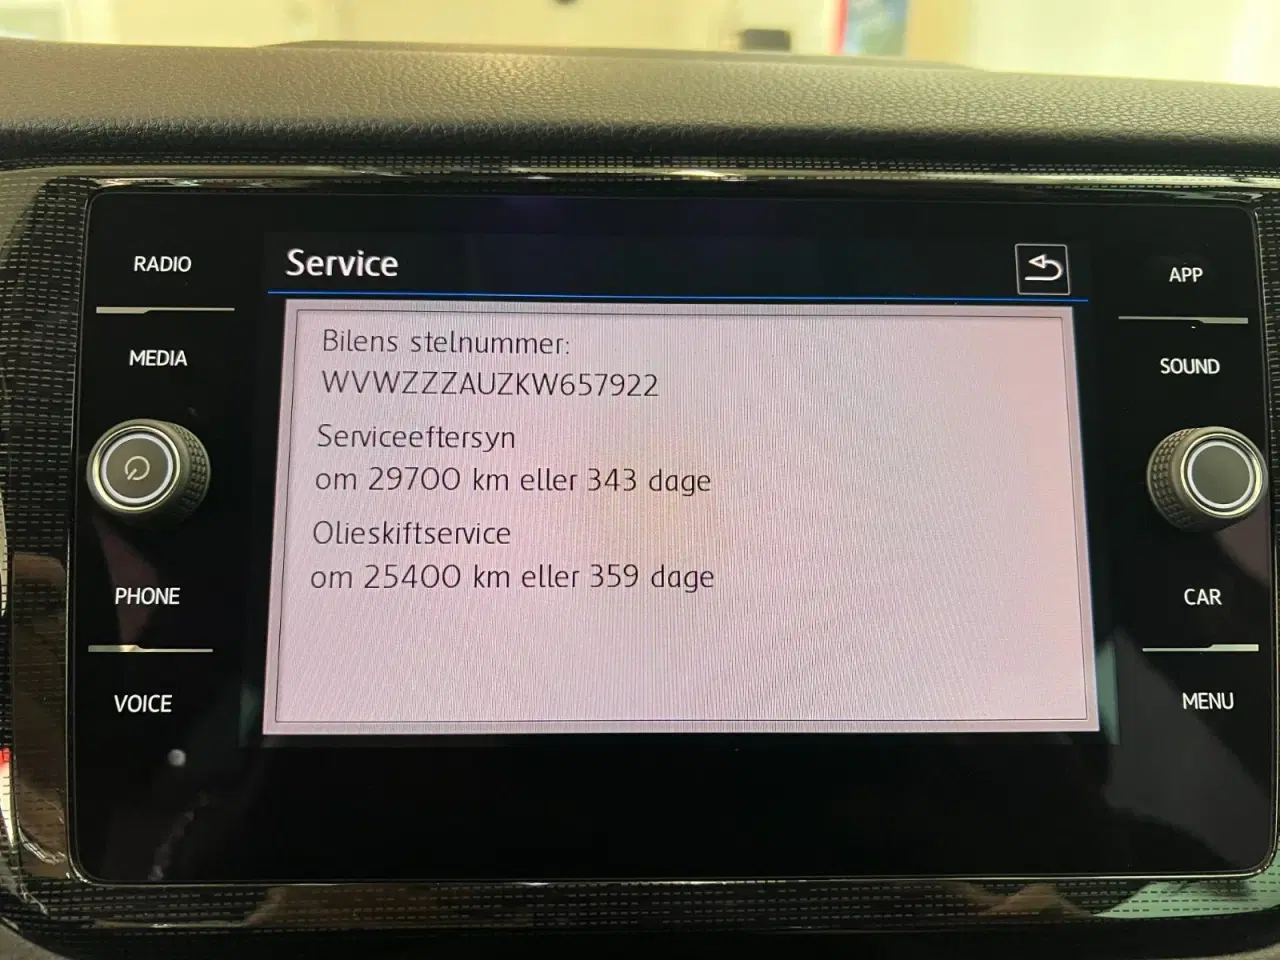 Service
Bilens stelnummer:
WVWZZZAUZKW657922
Serviceeftersyn
om 29700 km eller 343 dage
Olieskiftservice
om 25400 km eller 359 dage
RADIO
MEDIA
PHONE
VOICE
APP
SOUND
CAR
MENU